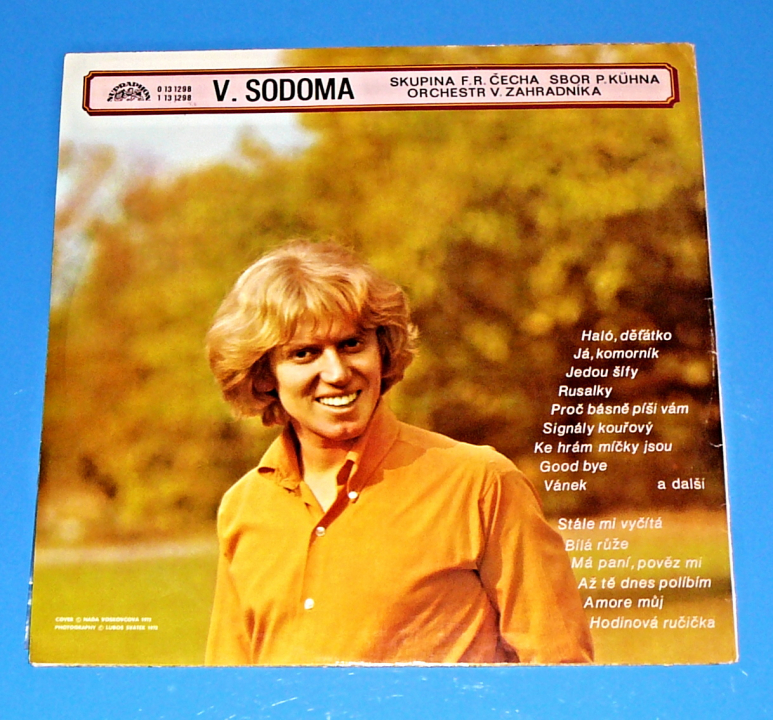 SUPRAPHON
0 13 1298
1 13 1298
V. SODOMA
SKUPINA F.R. ČECHA SBOR P. KÜHNA
ORCHESTR V. ZAHRADNÍKA
Haló, děťátko
Já, komorník
Jedou šífy
Rusalky
Proč básně píši vám
Signály kouřový
Ke hrám míčky jsou
Good bye
Vánek a další
Stále mi vyčítá
Bílá růže
Má paní, pověz mi
Až tě dnes políbím
Amore můj
Hodinová ručička
COVER ©
PHOTOGRAPHY ©